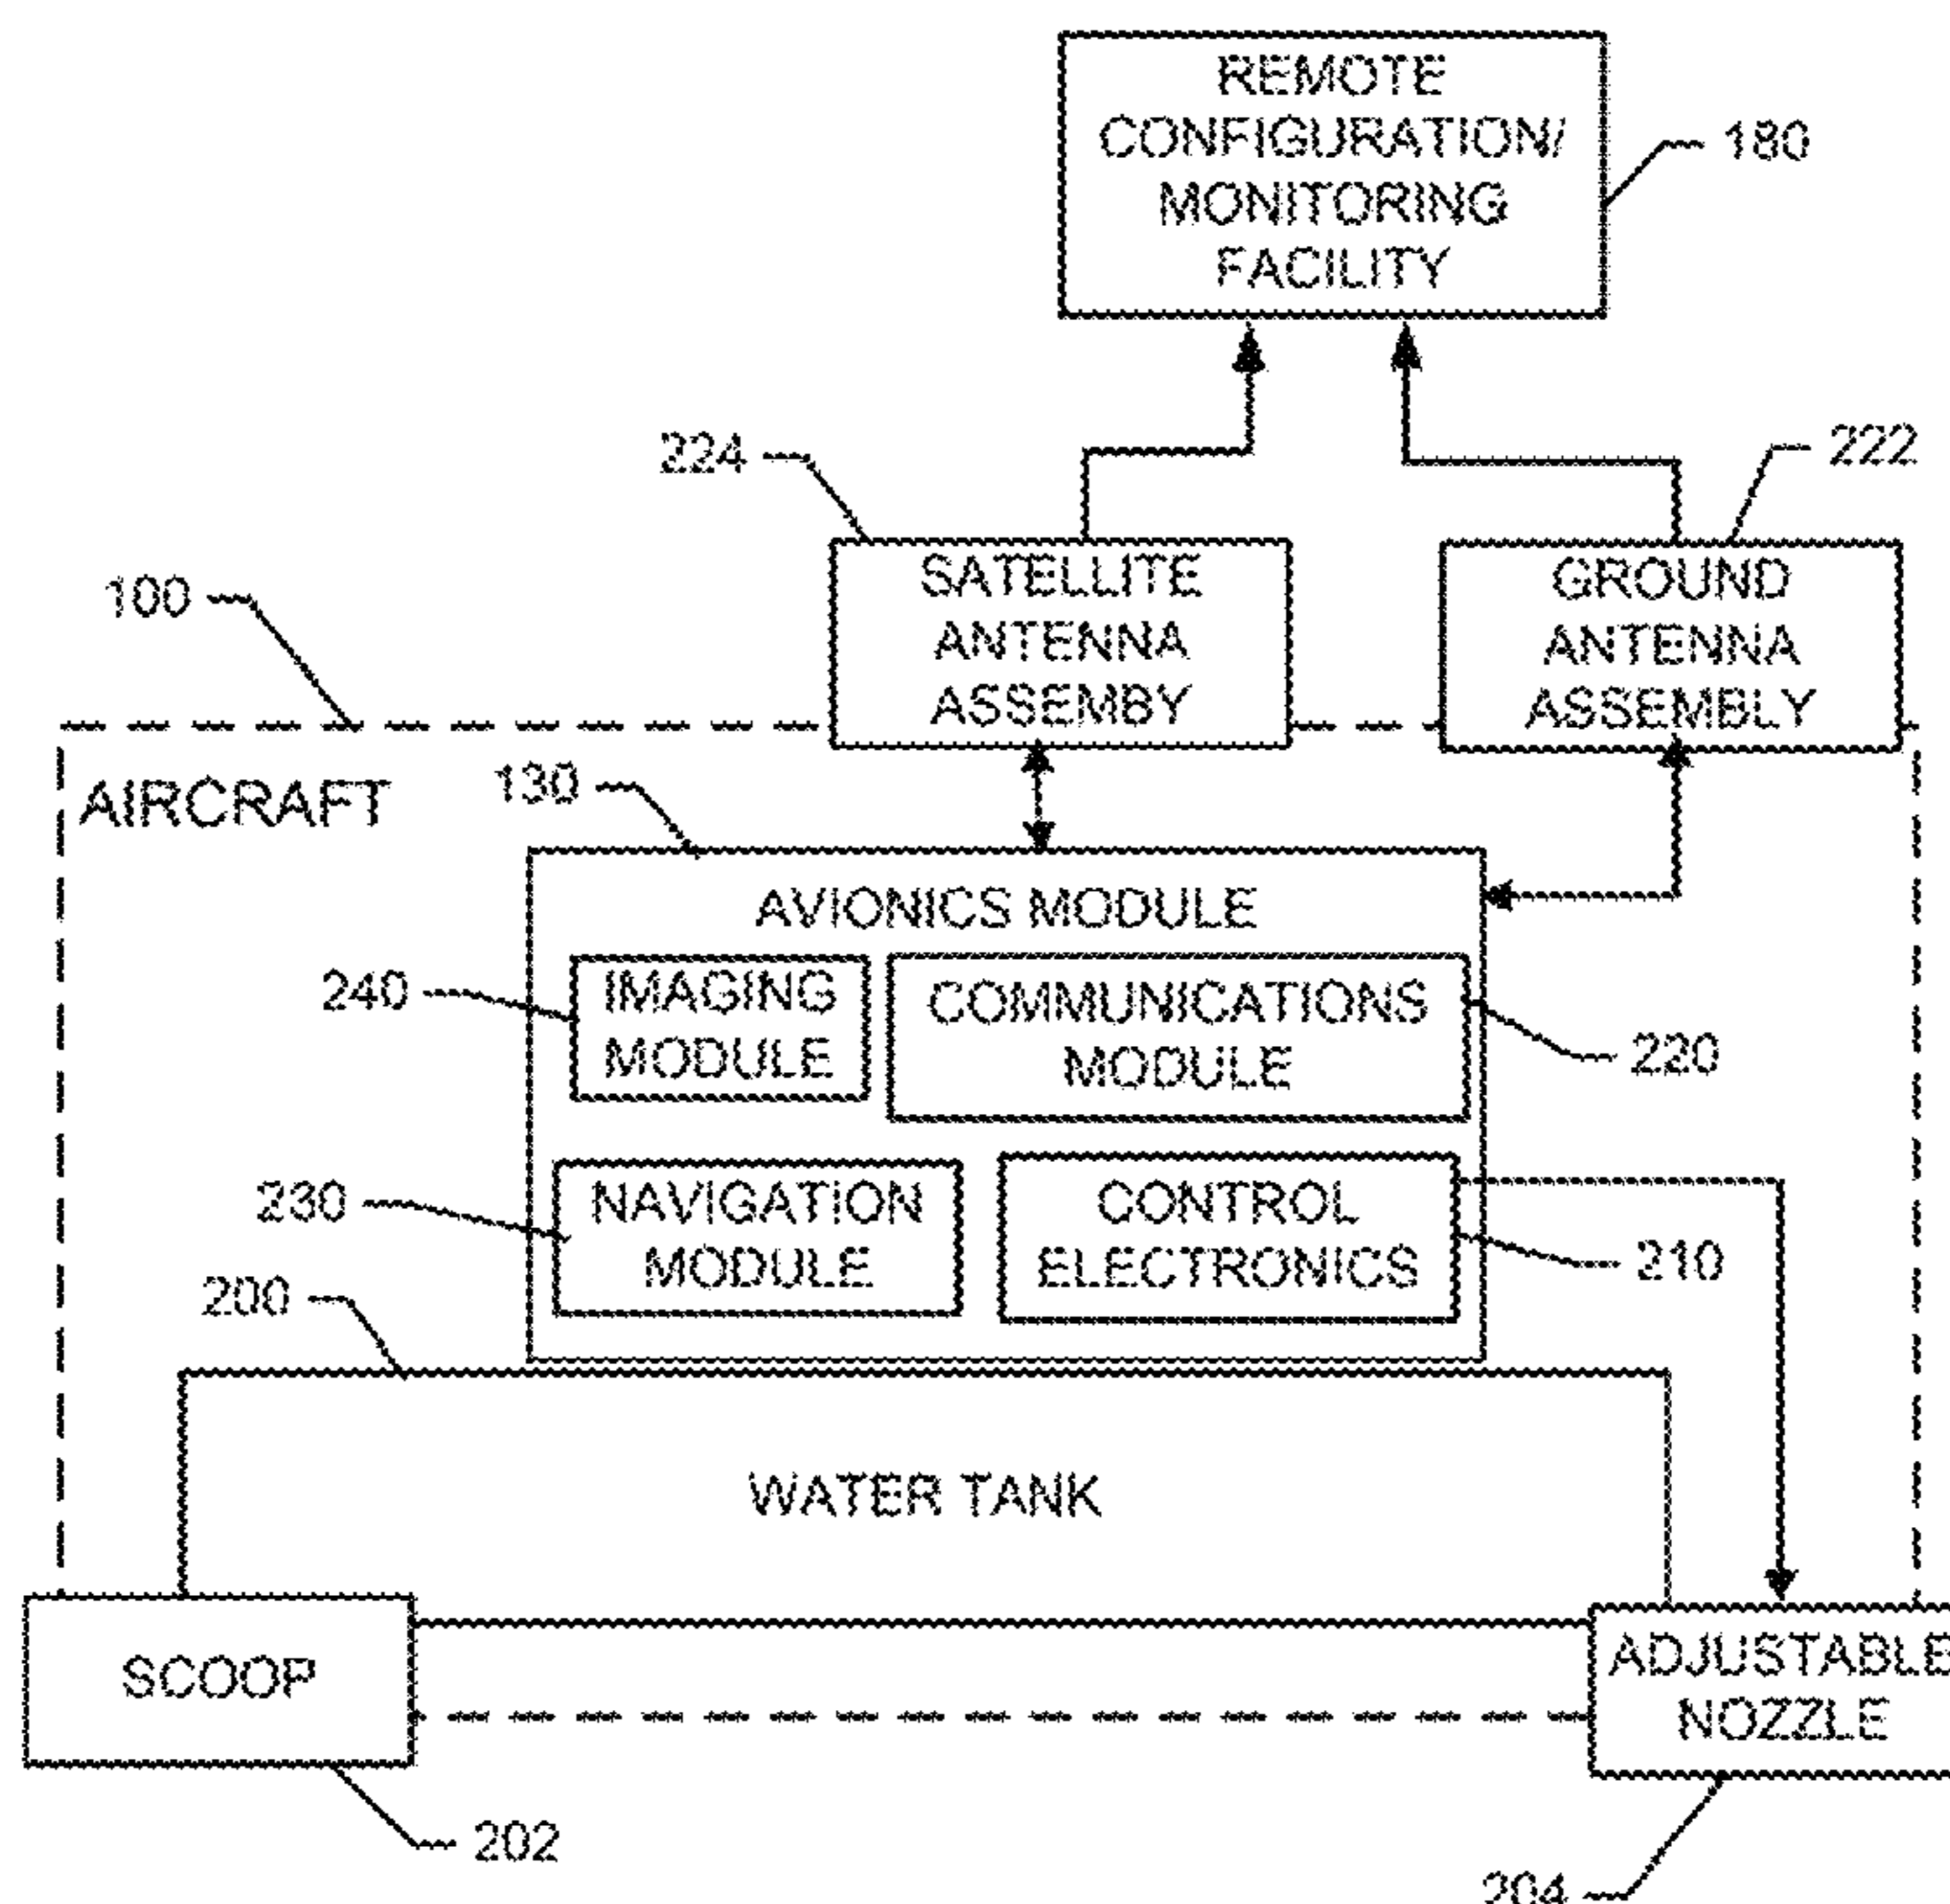 REMOTE
CONFIGURATION/
MONITORING
FACILITY
180
224
222
SATELLITE
ANTENNA
ASSEMBY
GROUND
ANTENNA
ASSEMBLY
100
AIRCRAFT
130
AVIONICS MODULE
240
IMAGING
MODULE
COMMUNICATIONS
MODULE
220
230
NAVIGATION
MODULE
CONTROL
ELECTRONICS
210
200
WATER TANK
SCOOP
ADJUSTABLE
NOZZLE
202
204